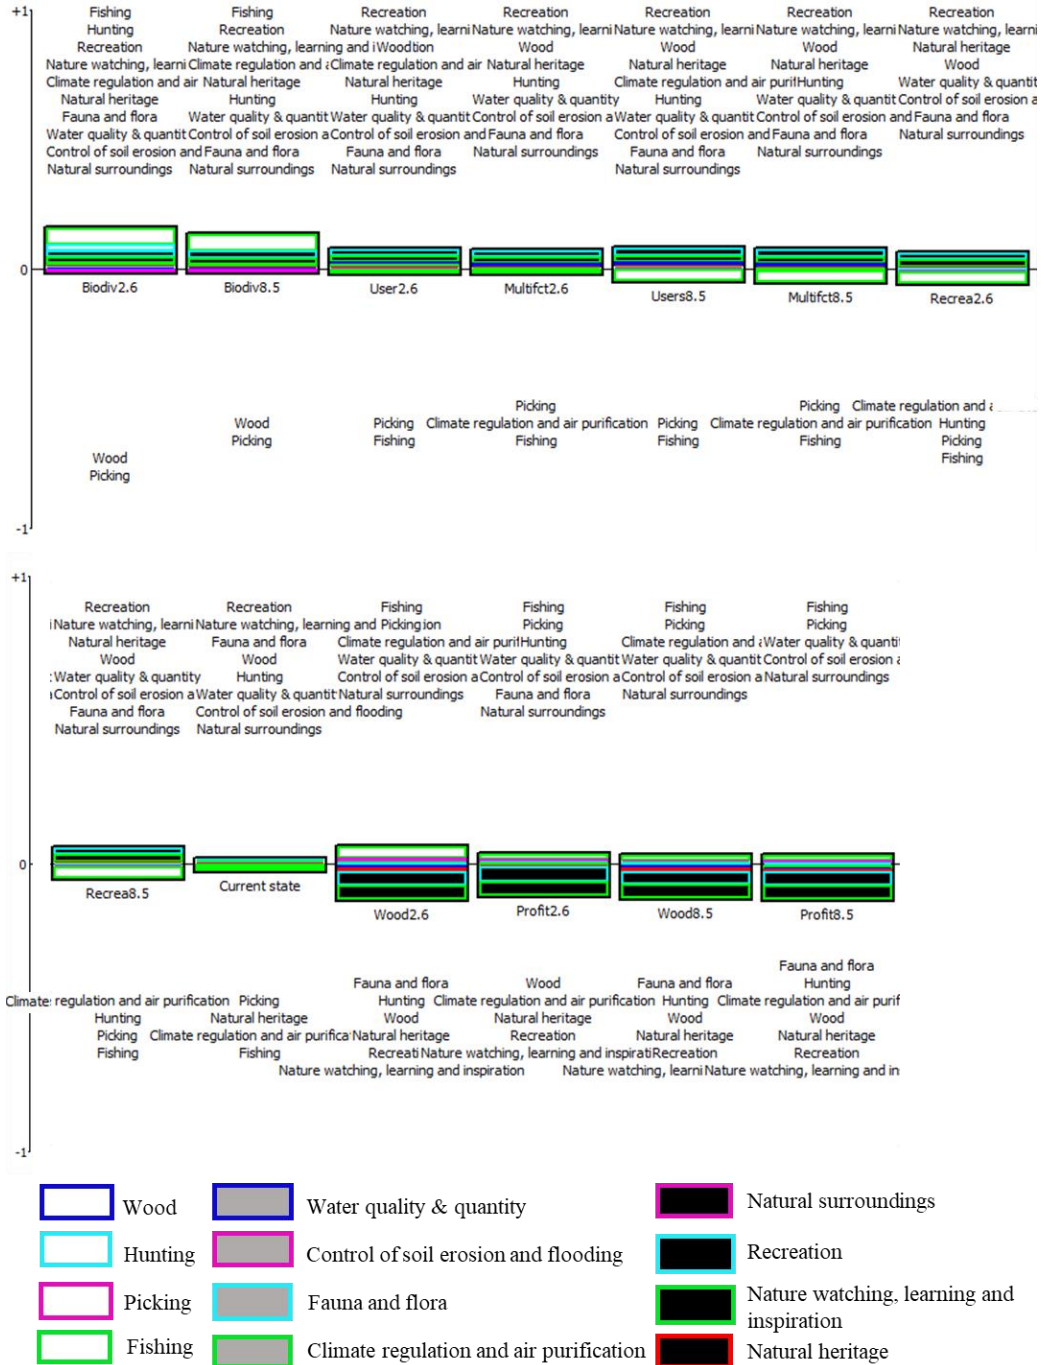 +1
Fishing
Hunting
Recreation
Nature watching, learni
Climate regulation and air
Natural heritage
Fauna and flora
Water quality & quantit
Control of soil erosion and
Natural surroundings
Fishing
Recreation
Nature watching, learning and i
Climate regulation and a
Natural heritage
Hunting
Water quality & quantit
Control of soil erosion a
Fauna and flora
Natural surroundings
Recreation
Nature watching, learni
Woodtion
Climate regulation and air
Natural heritage
Hunting
Water quality & quantit
Control of soil erosion and
Fauna and flora
Natural surroundings
Recreation
Nature watching, learni
Wood
Natural heritage
Hunting
Water quality & quantity
Control of soil erosion a
Fauna and flora
Natural surroundings
Recreation
Nature watching, learni
Wood
Natural heritage
Climate regulation and air purif
Hunting
Water quality & quantit
Control of soil erosion and
Fauna and flora
Natural surroundings
Recreation
Nature watching, learni
Wood
Natural heritage
Hunting
Water quality & quantit
Control of soil erosion and
Fauna and flora
Natural surroundings
Recreation
Nature watching, learni
Natural heritage
Wood
Water quality & quantit
Control of soil erosion a
Fauna and flora
Natural surroundings
0
Biodiv2.6
Biodiv8.5
User2.6
Multifct2.6
Users8.5
Multifct8.5
Recrea2.6
Wood
Picking
Wood
Picking
Picking
Fishing
Picking
Climate regulation and air purification
Fishing
Picking
Fishing
Picking
Climate regulation and air purification
Fishing
Climate regulation and a
Hunting
Picking
Fishing
-1
+1
Recreation
Nature watching, learni
Natural heritage
Wood
Water quality & quantity
Control of soil erosion a
Fauna and flora
Natural surroundings
Recreation
Nature watching, learning and
Fauna and flora
Wood
Hunting
Water quality & quantit
Control of soil erosion and flooding
Natural surroundings
Fishing
Pickingion
Climate regulation and air purif
Water quality & quantit
Control of soil erosion a
Natural surroundings
Fishing
Picking
Hunting
Water quality & quantit
Control of soil erosion a
Fauna and flora
Natural surroundings
Fishing
Picking
Climate regulation and a
Water quality & quantit
Control of soil erosion a
Natural surroundings
Fishing
Picking
Water quality & quantit
Control of soil erosion a
Natural surroundings
0
Recrea8.5
Current state
Wood2.6
Profit2.6
Wood8.5
Profit8.5
Climate regulation and air purification
Hunting
Picking
Fishing
Picking
Natural heritage
Climate regulation and air purifica
Fishing
Fauna and flora
Hunting
Wood
Natural heritage
Recreati
Nature watching, learning and inspiration
Wood
Climate regulation and air purification
Natural heritage
Recreation
Nature watching, learning and inspirati
Fauna and flora
Hunting
Wood
Natural heritage
Recreation
Nature watching, learni
Fauna and flora
Hunting
Climate regulation and air purif
Wood
Natural heritage
Recreation
Nature watching, learning and in
-1
Wood
Hunting
Picking
Fishing
Water quality & quantity
Control of soil erosion and flooding
Fauna and flora
Climate regulation and air purification
Natural surroundings
Recreation
Nature watching, learning and
inspiration
Natural heritage